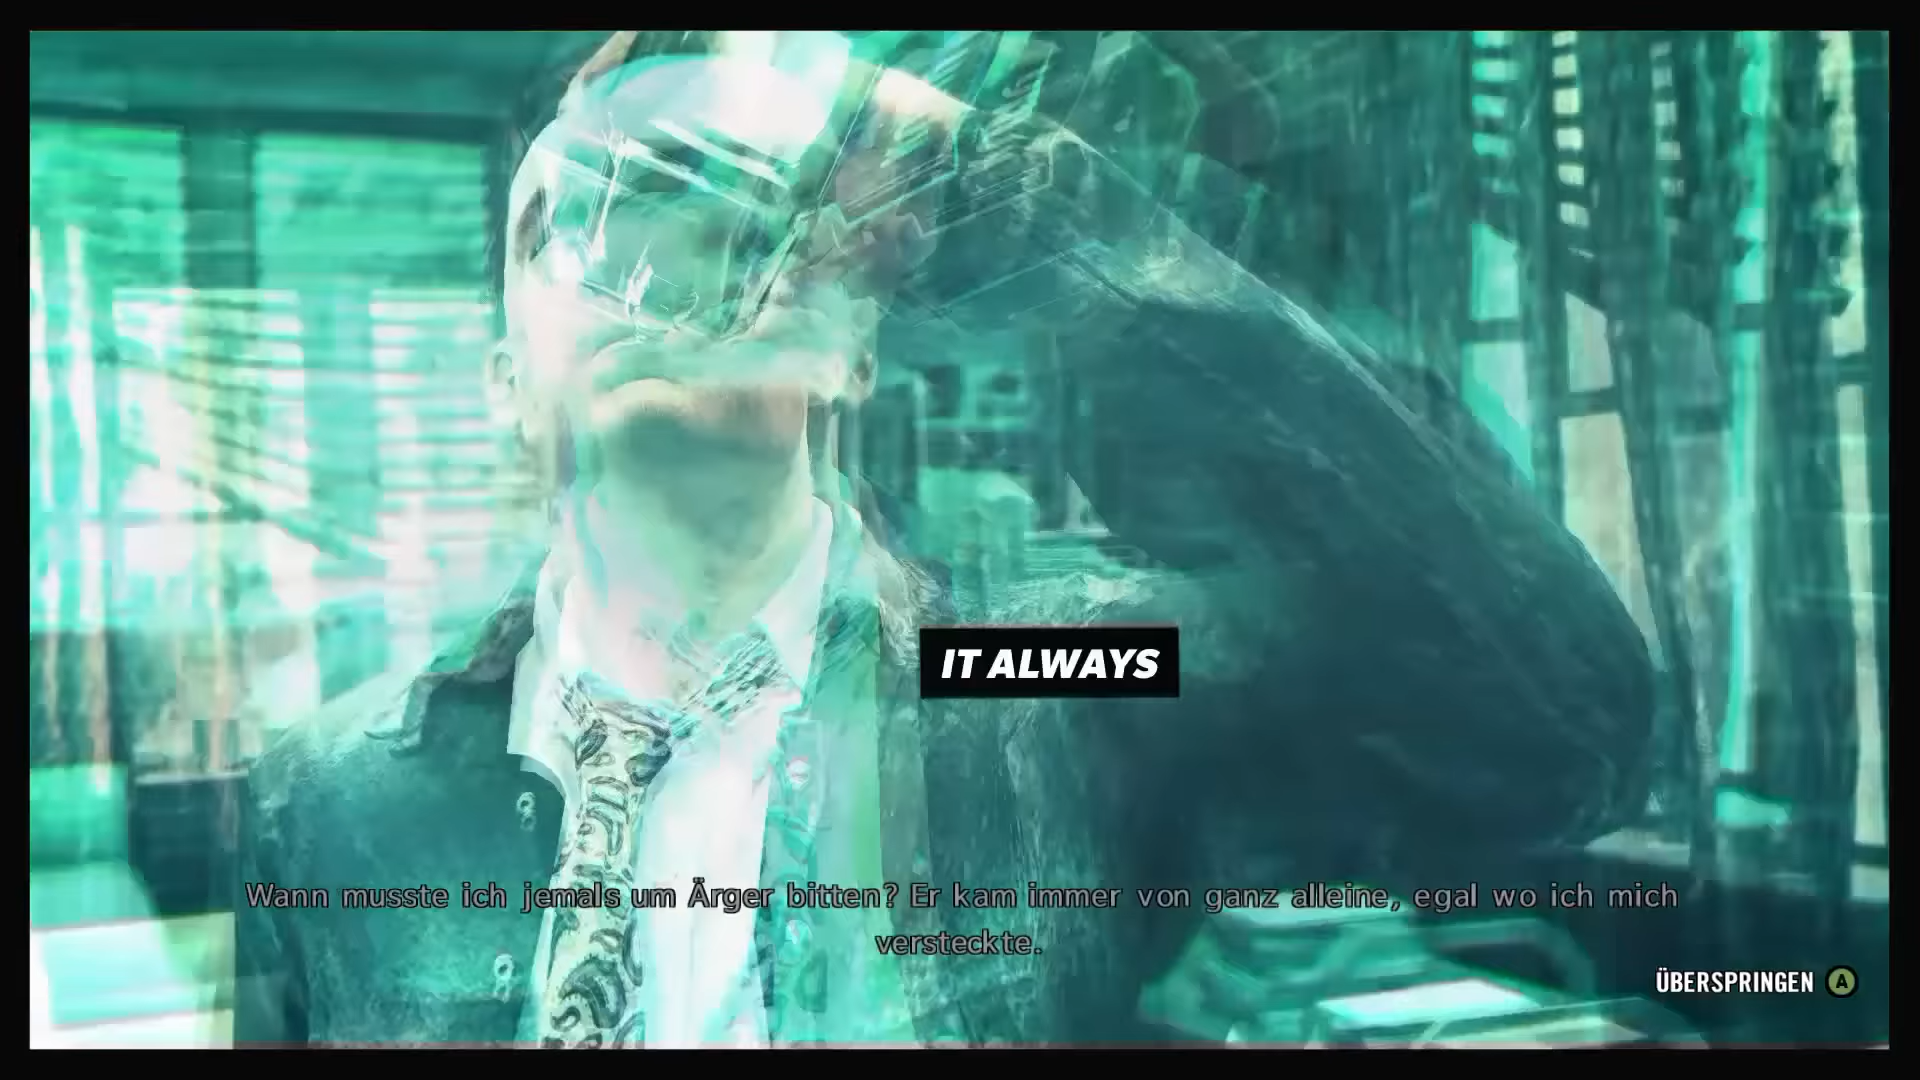 IT ALWAYS
Wann musste ich jemals um Ärger bitten? Er kam immer von ganz alleine, egal wo ich mich
versteckte.
ÜBERSPRINGEN A